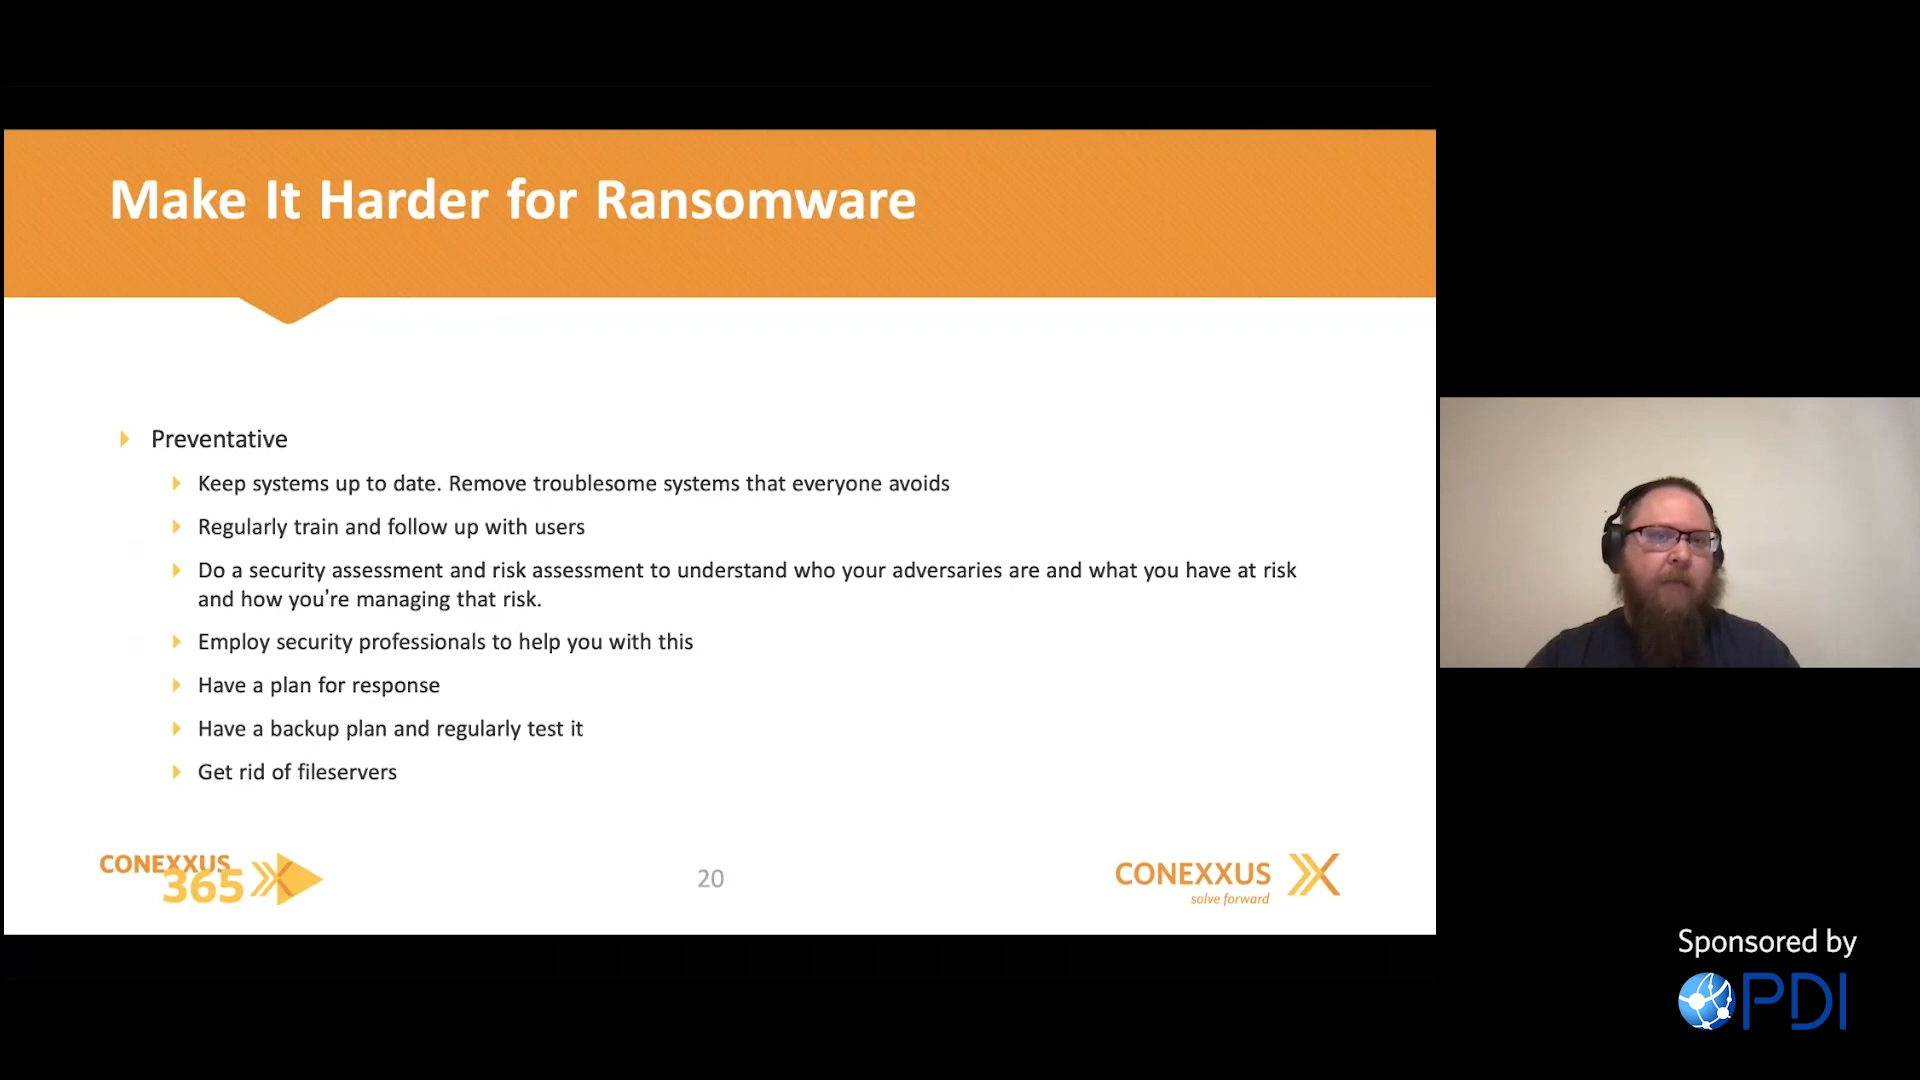 Make It Harder for Ransomware
Preventative
Keep systems up to date. Remove troublesome systems that everyone avoids
Regularly train and follow up with users
Do a security assessment and risk assessment to understand who your adversaries are and what you have at risk
and how you’re managing that risk.
Employ security professionals to help you with this
Have a plan for response
Have a backup plan and regularly test it
Get rid of fileservers
CONEXXUS
365
20
CONEXXUS
solve forward
Sponsored by
PDI